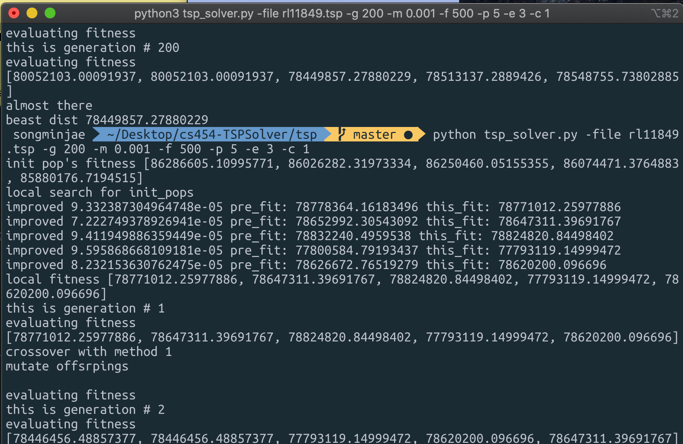 python3 tsp_solver.py -file rl11849.tsp -g 200 -m 0.001 -f 500 -p 5 -e 3 -c 1
⌥⌘2
evaluating fitness
this is generation # 200
evaluating fitness
[80052103.00091937, 80052103.00091937, 78449857.27880229, 78513137.2889426, 78548755.73802885
]
almost there
beast dist 78449857.27880229
songminjae ~/Desktop/cs454-TSPSolver/tsp master ● python tsp_solver.py -file rl11849
.tsp -g 200 -m 0.001 -f 500 -p 5 -e 3 -c 1
init pop's fitness [86286605.10995771, 86026282.31973334, 86250460.05155355, 86074471.3764883
, 85880176.7194515]
local search for init_pops
improved 9.332387304964748e-05 pre_fit: 78778364.16183496 this_fit: 78771012.25977886
improved 7.222749378926941e-05 pre_fit: 78652992.30543092 this_fit: 78647311.39691767
improved 9.411949886359449e-05 pre_fit: 78832240.4959538 this_fit: 78824820.84498402
improved 9.595868668109181e-05 pre_fit: 77800584.79193437 this_fit: 77793119.14999472
improved 8.232153630762475e-05 pre_fit: 78626672.76519279 this_fit: 78620200.096696
local fitness [78771012.25977886, 78647311.39691767, 78824820.84498402, 77793119.14999472, 78
620200.096696]
this is generation # 1
evaluating fitness
[78771012.25977886, 78647311.39691767, 78824820.84498402, 77793119.14999472, 78620200.096696]
crossover with method 1
mutate offsrpings
evaluating fitness
this is generation # 2
evaluating fitness
[78446456.48857377, 78446456.48857377, 77793119.14999472, 78620200.096696, 78647311.39691767]